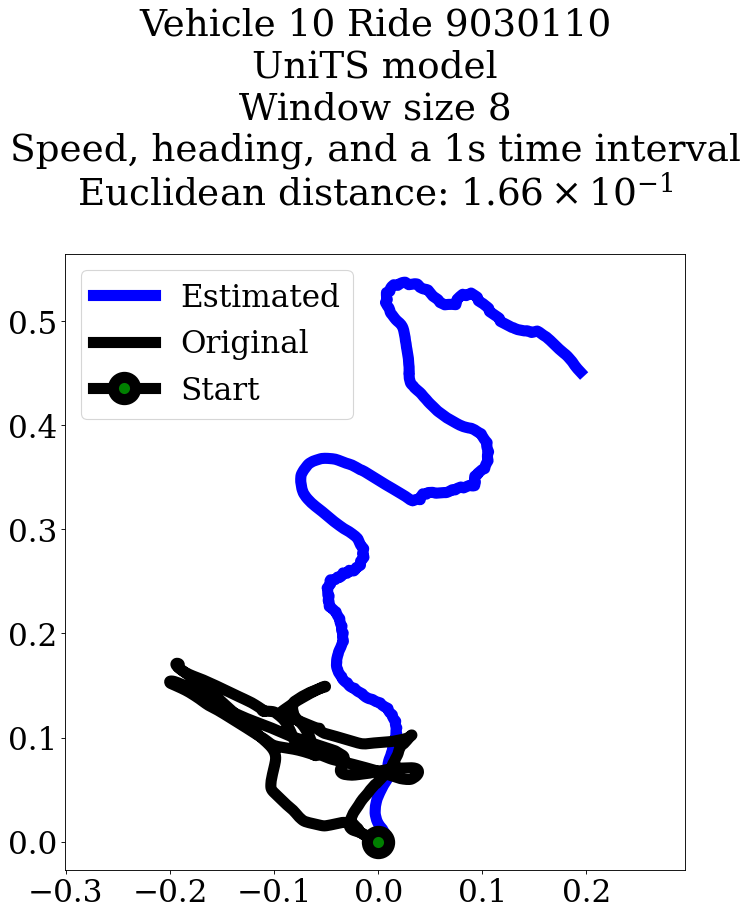 Vehicle 10 Ride 9030110
UniTS model
Window size 8
Speed, heading, and a 1s time interval
Euclidean distance: 1.66 × 10⁻¹
Estimated
Original
Start
0.5
0.4
0.3
0.2
0.1
0.0
−0.3 −0.2 −0.1 0.0 0.1 0.2